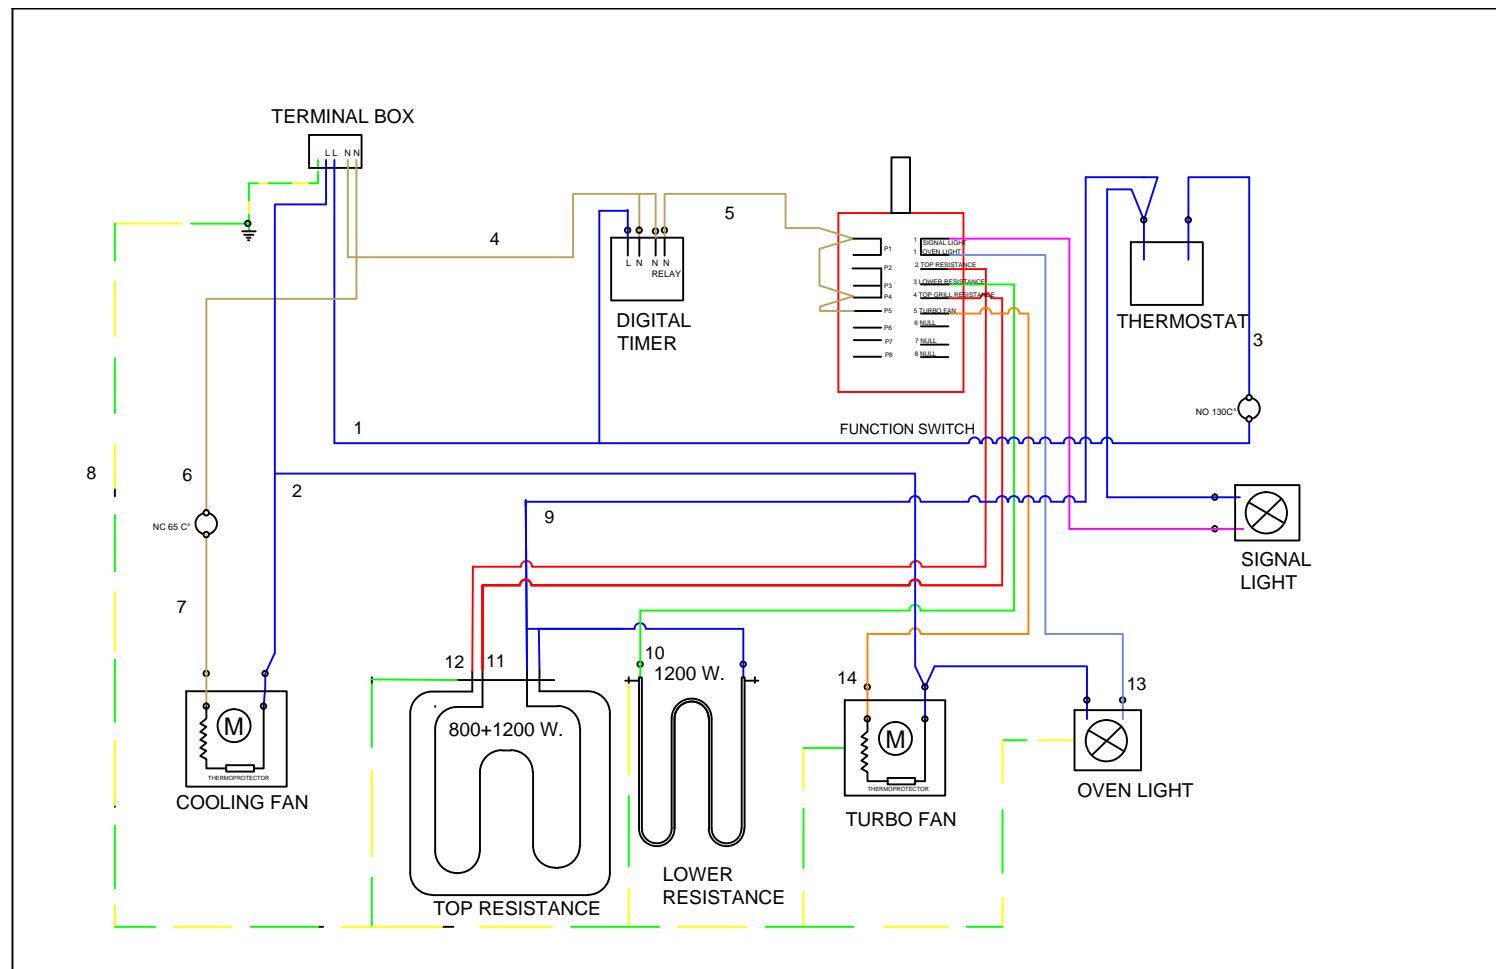 TERMINAL BOX
L L N N
4
5
L N N N
RELAY
DIGITAL
TIMER
P1
P2
P3
P4
P5
P6
P7
P8
1 SIGNAL LIGHT
1 OVEN LIGHT
2 TOP RESISTANCE
3 LOWER RESISTANCE
4 TOP GRILL RESISTANCE
5 TURBO FAN
6 NULL
7 NULL
8 NULL
THERMOSTAT
3
NO 130C°
FUNCTION SWITCH
1
8
6
2
9
NC 65 C°
SIGNAL
LIGHT
7
12 11
10
1200 W.
14
13
M
THERMOPROTECTOR
COOLING FAN
800+1200 W.
TOP RESISTANCE
LOWER
RESISTANCE
M
THERMOPROTECTOR
TURBO FAN
OVEN LIGHT